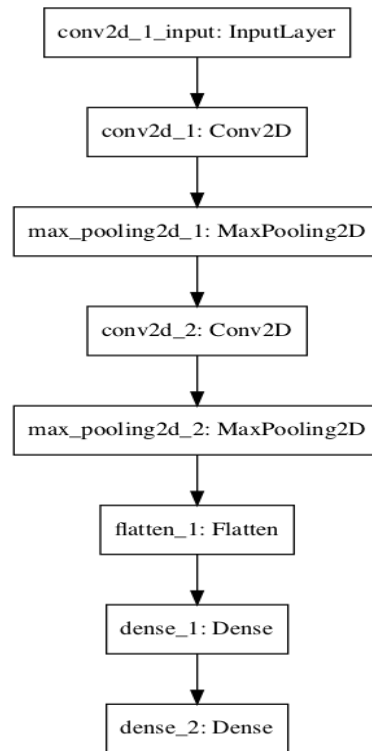 conv2d_1_input: InputLayer
conv2d_1: Conv2D
max_pooling2d_1: MaxPooling2D
conv2d_2: Conv2D
max_pooling2d_2: MaxPooling2D
flatten_1: Flatten
dense_1: Dense
dense_2: Dense